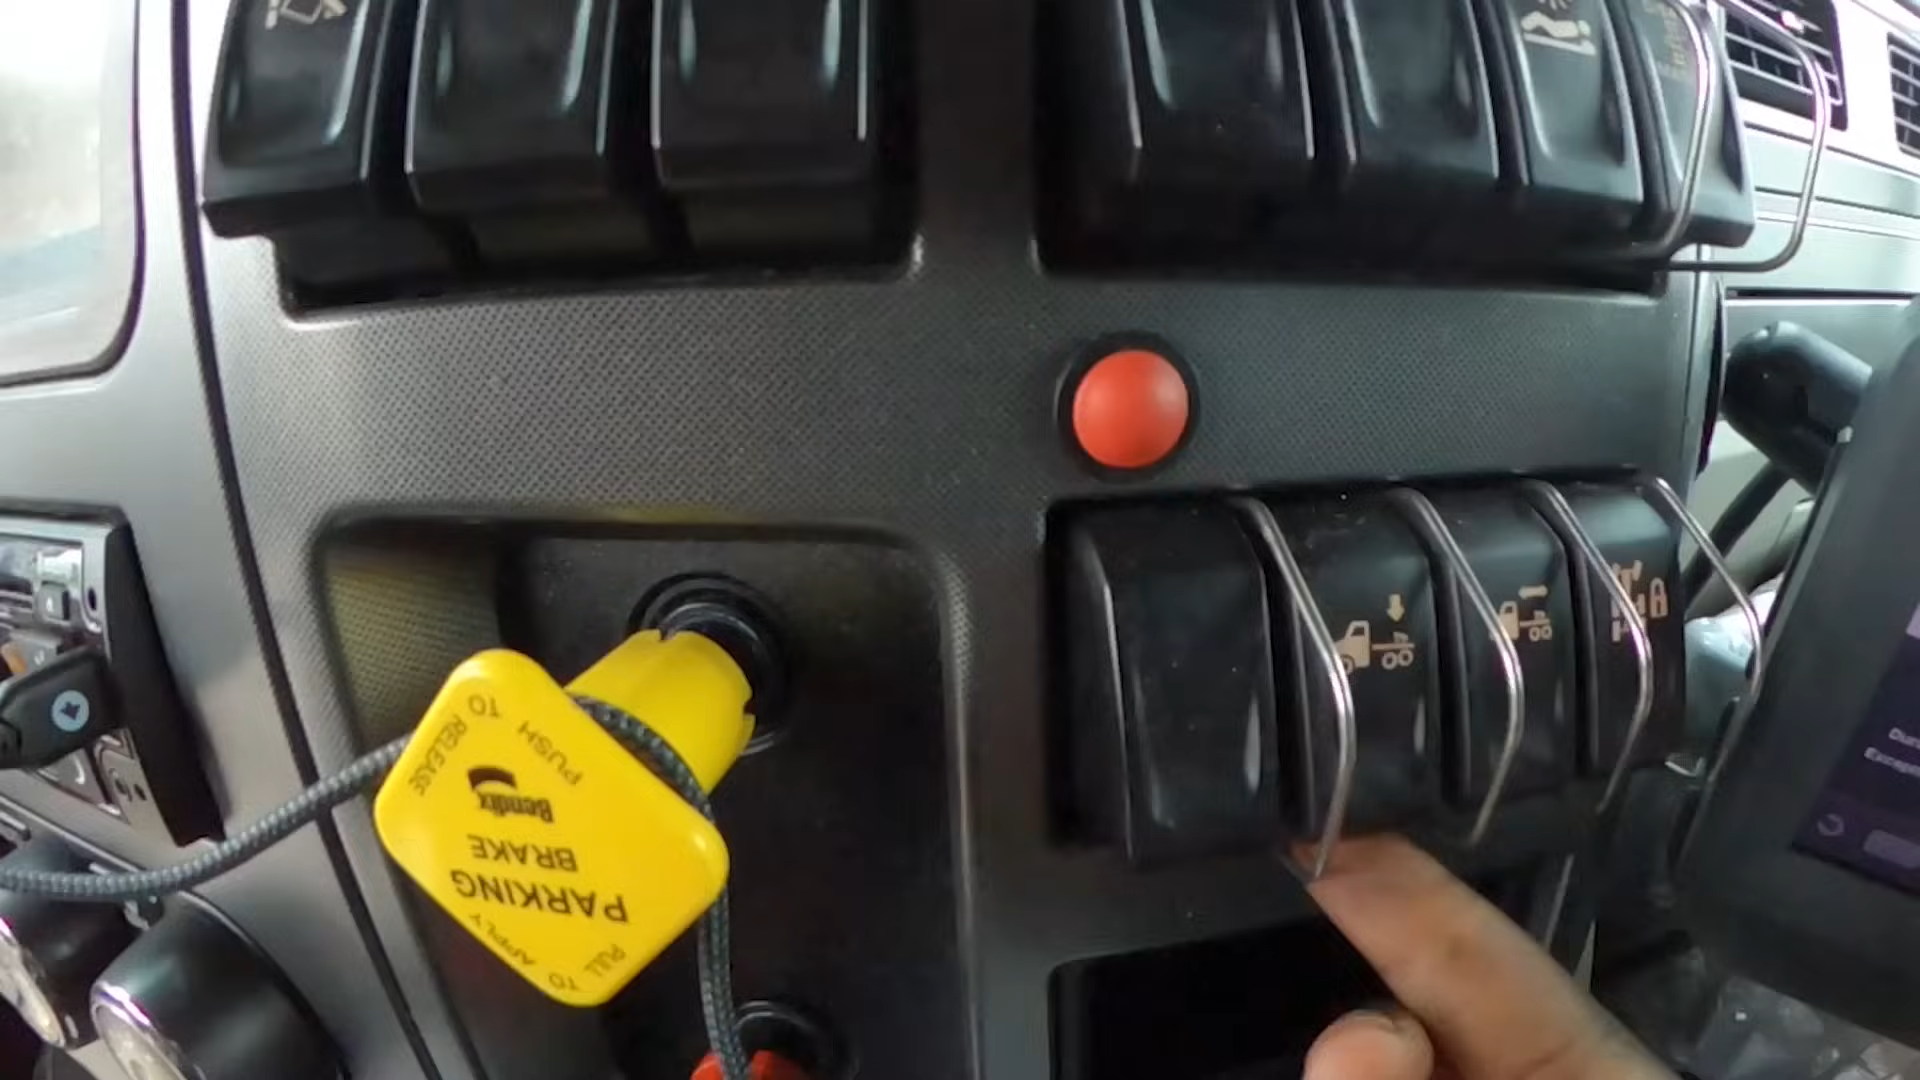 PULL TO APPLY
PARKING
BRAKE
Bendix
PUSH TO RELEASE